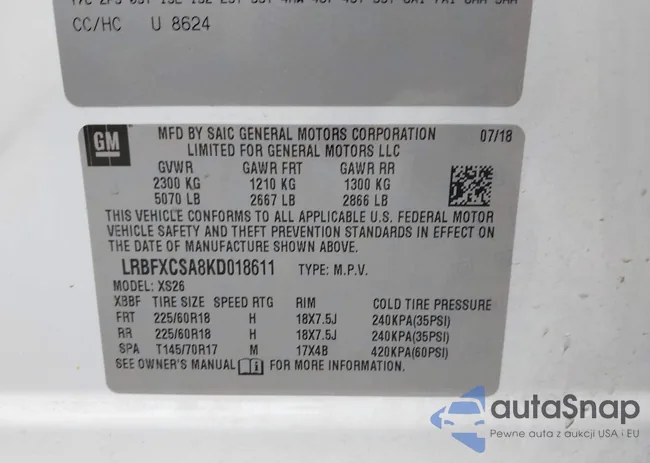 CC/HC U 8624
GM
MFD BY SAIC GENERAL MOTORS CORPORATION 07/18
LIMITED FOR GENERAL MOTORS LLC
GVWR GAWR FRT GAWR RR
2300 KG 1210 KG 1300 KG
5070 LB 2667 LB 2866 LB
THIS VEHICLE CONFORMS TO ALL APPLICABLE U.S. FEDERAL MOTOR
VEHICLE SAFETY AND THEFT PREVENTION STANDARDS IN EFFECT ON THE
DATE OF MANUFACTURE SHOWN ABOVE.
LRBFXCSA8KD018611 TYPE: M.P.V.
MODEL: XS26
XBBF TIRE SIZE SPEED RTG RIM COLD TIRE PRESSURE
FRT 225/60R18 H 18X7.5J 240KPA(35PSI)
RR 225/60R18 H 18X7.5J 240KPA(35PSI)
SPA T145/70R17 M 17X4B 420KPA(60PSI)
SEE OWNER'S MANUAL FOR MORE INFORMATION.
autoSnap
Pewne auta z aukcji USA i EU